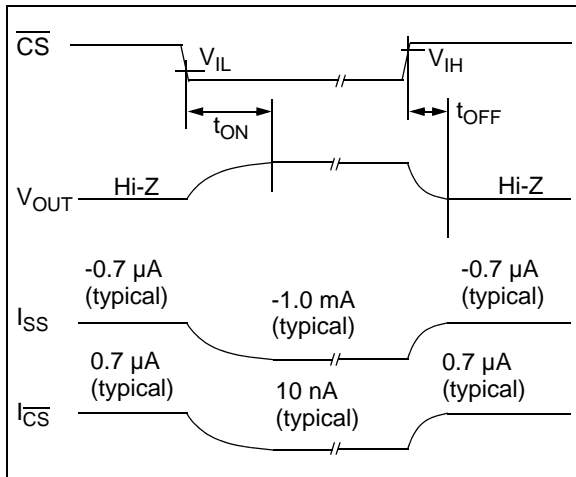 CS
VIL
VIH
tON
tOFF
VOUT
Hi-Z
Hi-Z
-0.7 µA
(typical)
-1.0 mA
(typical)
-0.7 µA
(typical)
ISS
0.7 µA
(typical)
10 nA
(typical)
0.7 µA
(typical)
ICS